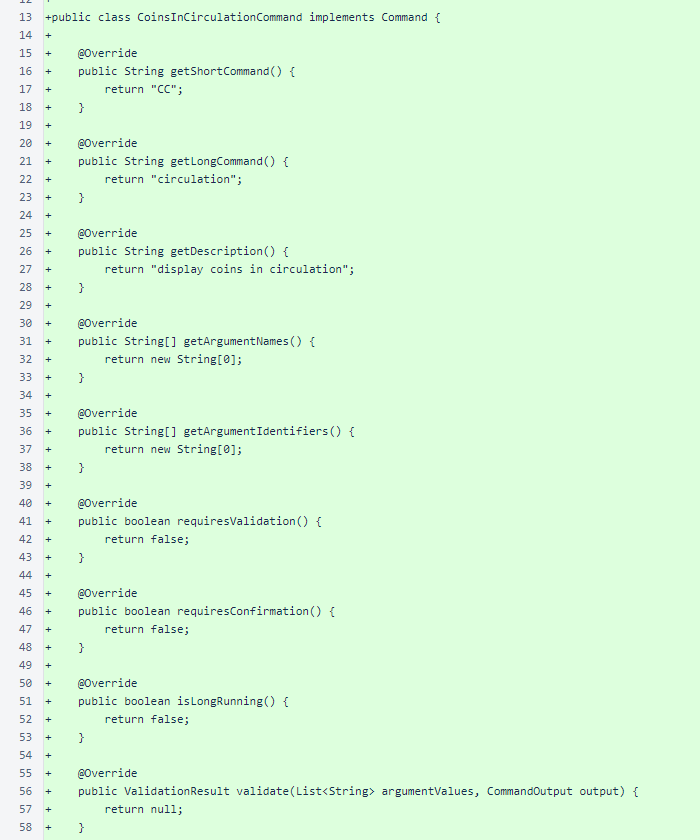 12 +
13 +public class CoinsInCirculationCommand implements Command {
14 +
15 +    @Override
16 +    public String getShortCommand() {
17 +        return "CC";
18 +    }
19 +
20 +    @Override
21 +    public String getLongCommand() {
22 +        return "circulation";
23 +    }
24 +
25 +    @Override
26 +    public String getDescription() {
27 +        return "display coins in circulation";
28 +    }
29 +
30 +    @Override
31 +    public String[] getArgumentNames() {
32 +        return new String[0];
33 +    }
34 +
35 +    @Override
36 +    public String[] getArgumentIdentifiers() {
37 +        return new String[0];
38 +    }
39 +
40 +    @Override
41 +    public boolean requiresValidation() {
42 +        return false;
43 +    }
44 +
45 +    @Override
46 +    public boolean requiresConfirmation() {
47 +        return false;
48 +    }
49 +
50 +    @Override
51 +    public boolean isLongRunning() {
52 +        return false;
53 +    }
54 +
55 +    @Override
56 +    public ValidationResult validate(List<String> argumentValues, CommandOutput output) {
57 +        return null;
58 +    }